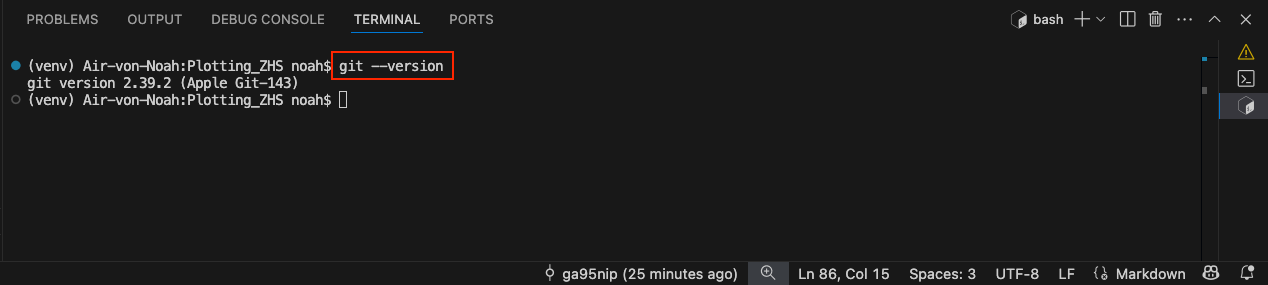 PROBLEMS OUTPUT DEBUG CONSOLE TERMINAL PORTS bash
(venv) Air-von-Noah:Plotting_ZHS noah$ git --version
git version 2.39.2 (Apple Git-143)
(venv) Air-von-Noah:Plotting_ZHS noah$
ga95nip (25 minutes ago) Ln 86, Col 15 Spaces: 3 UTF-8 LF Markdown